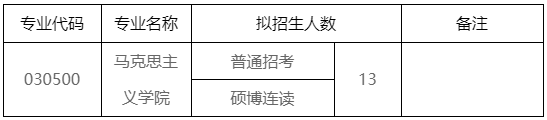 专业代码 专业名称 拟招生人数 备注
030500 马克思主义学院 普通招考 13
硕博连读